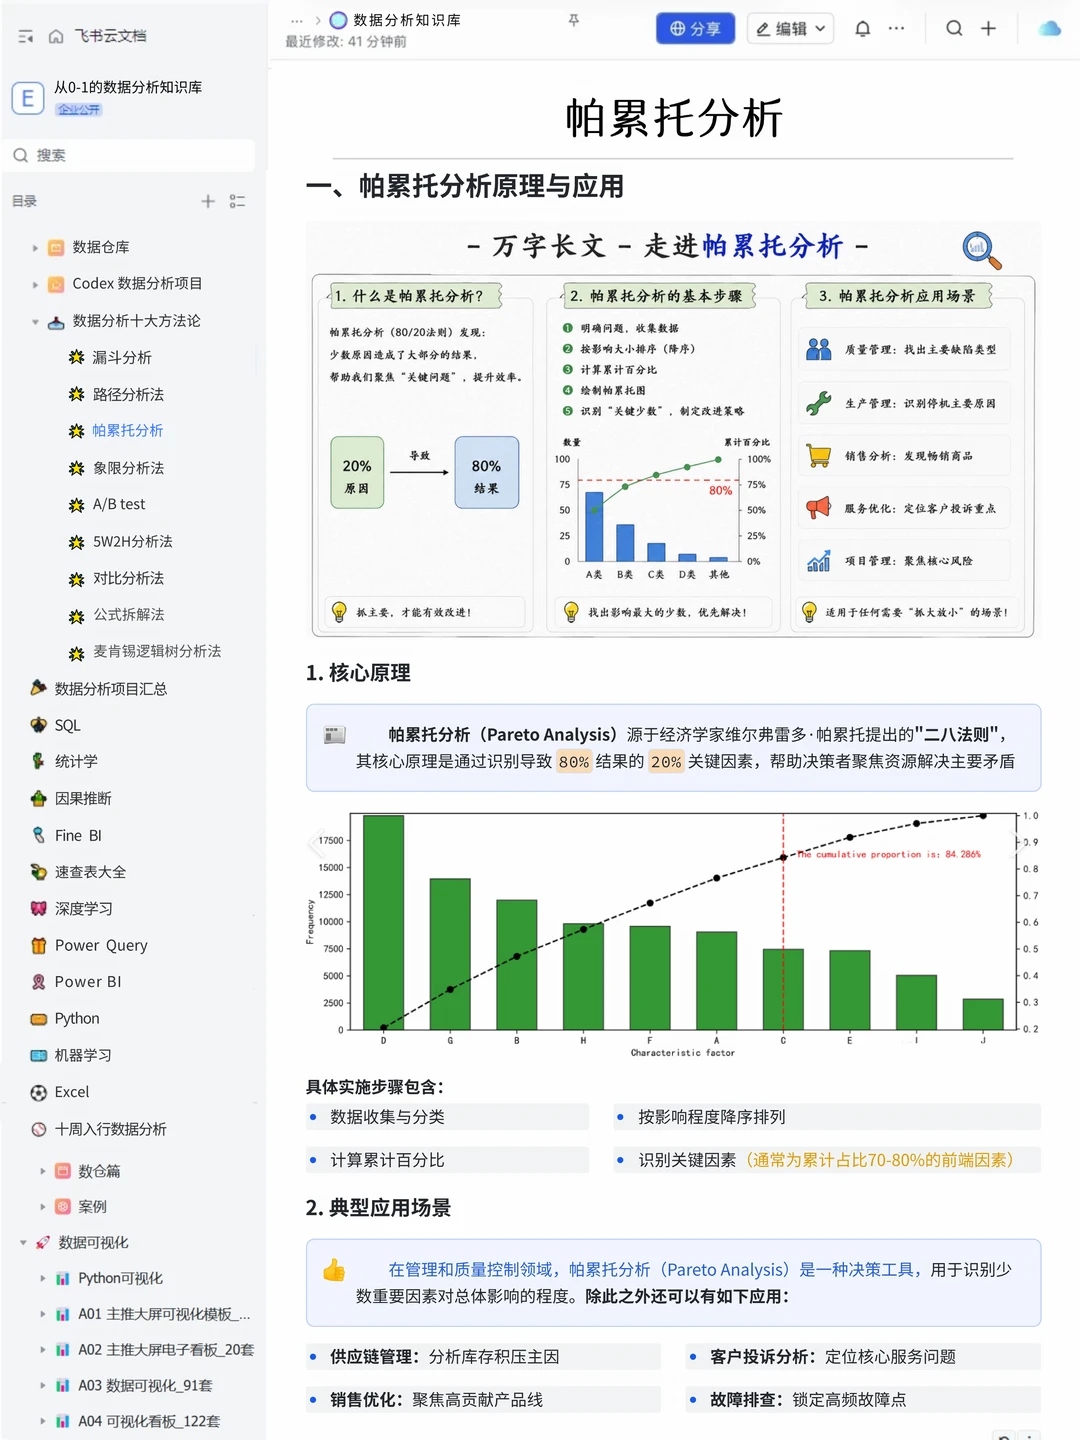 飞书云文档
从0-1的数据分析知识库
E
企业公开
搜索
目录
数据仓库
Codex 数据分析项目
数据分析十大方法论
漏斗分析
路径分析法
帕累托分析
象限分析法
A/B test
5W2H分析法
对比分析法
公式拆解法
麦肯锡逻辑树分析法
数据分析项目汇总
SQL
统计学
因果推断
Fine BI
速查表大全
深度学习
Power Query
Power BI
Python
机器学习
Excel
十周入行数据分析
数仓篇
案例
数据可视化
Python可视化
A01 主推大屏可视化模板_...
A02 主推大屏电子看板_20套
A03 数据可视化_91套
A04 可视化看板_122套
... > 数据分析知识库
最近修改: 41 分钟前
分享
编辑
帕累托分析
一、帕累托分析原理与应用
- 万字长文 - 走进帕累托分析 -
1. 什么是帕累托分析?
帕累托分析（80/20法则）发现:
少数原因造成了大部分的结果,
帮助我们聚焦“关键问题”, 提升效率。
20%
原因
导致
80%
结果
抓主要, 才能有效改进!
2. 帕累托分析的基本步骤
1 明确问题, 收集数据
2 按影响大小排序（降序）
3 计算累计百分比
4 绘制帕累托图
5 识别“关键少数”, 制定改进策略
数量
累计百分比
100
75
50
25
0
100%
75%
50%
25%
0%
80%
A类 B类 C类 D类 其他
找出影响最大的少数, 优先解决!
3. 帕累托分析应用场景
质量管理: 找出主要缺陷类型
生产管理: 识别停机主要原因
销售分析: 发现畅销商品
服务优化: 定位客户投诉重点
项目管理: 聚焦核心风险
适用于任何需要“抓大放小”的场景!
1. 核心原理
帕累托分析（Pareto Analysis）源于经济学家维尔弗雷多·帕累托提出的"二八法则"，
其核心原理是通过识别导致 80% 结果的 20% 关键因素，帮助决策者聚焦资源解决主要矛盾
Frequency
17500
15000
12500
10000
7500
5000
2500
0
1.0
0.9
0.8
0.7
0.6
0.5
0.4
0.3
0.2
The cumulative proportion is: 84.286%
D G B H F A C E I J
Characteristic factor
具体实施步骤包含：
数据收集与分类
按影响程度降序排列
计算累计百分比
识别关键因素（通常为累计占比70-80%的前端因素）
2. 典型应用场景
在管理和质量控制领域，帕累托分析（Pareto Analysis）是一种决策工具，用于识别少
数重要因素对总体影响的程度。除此之外还可以有如下应用：
供应链管理：分析库存积压主因
客户投诉分析：定位核心服务问题
销售优化：聚焦高贡献产品线
故障排查：锁定高频故障点